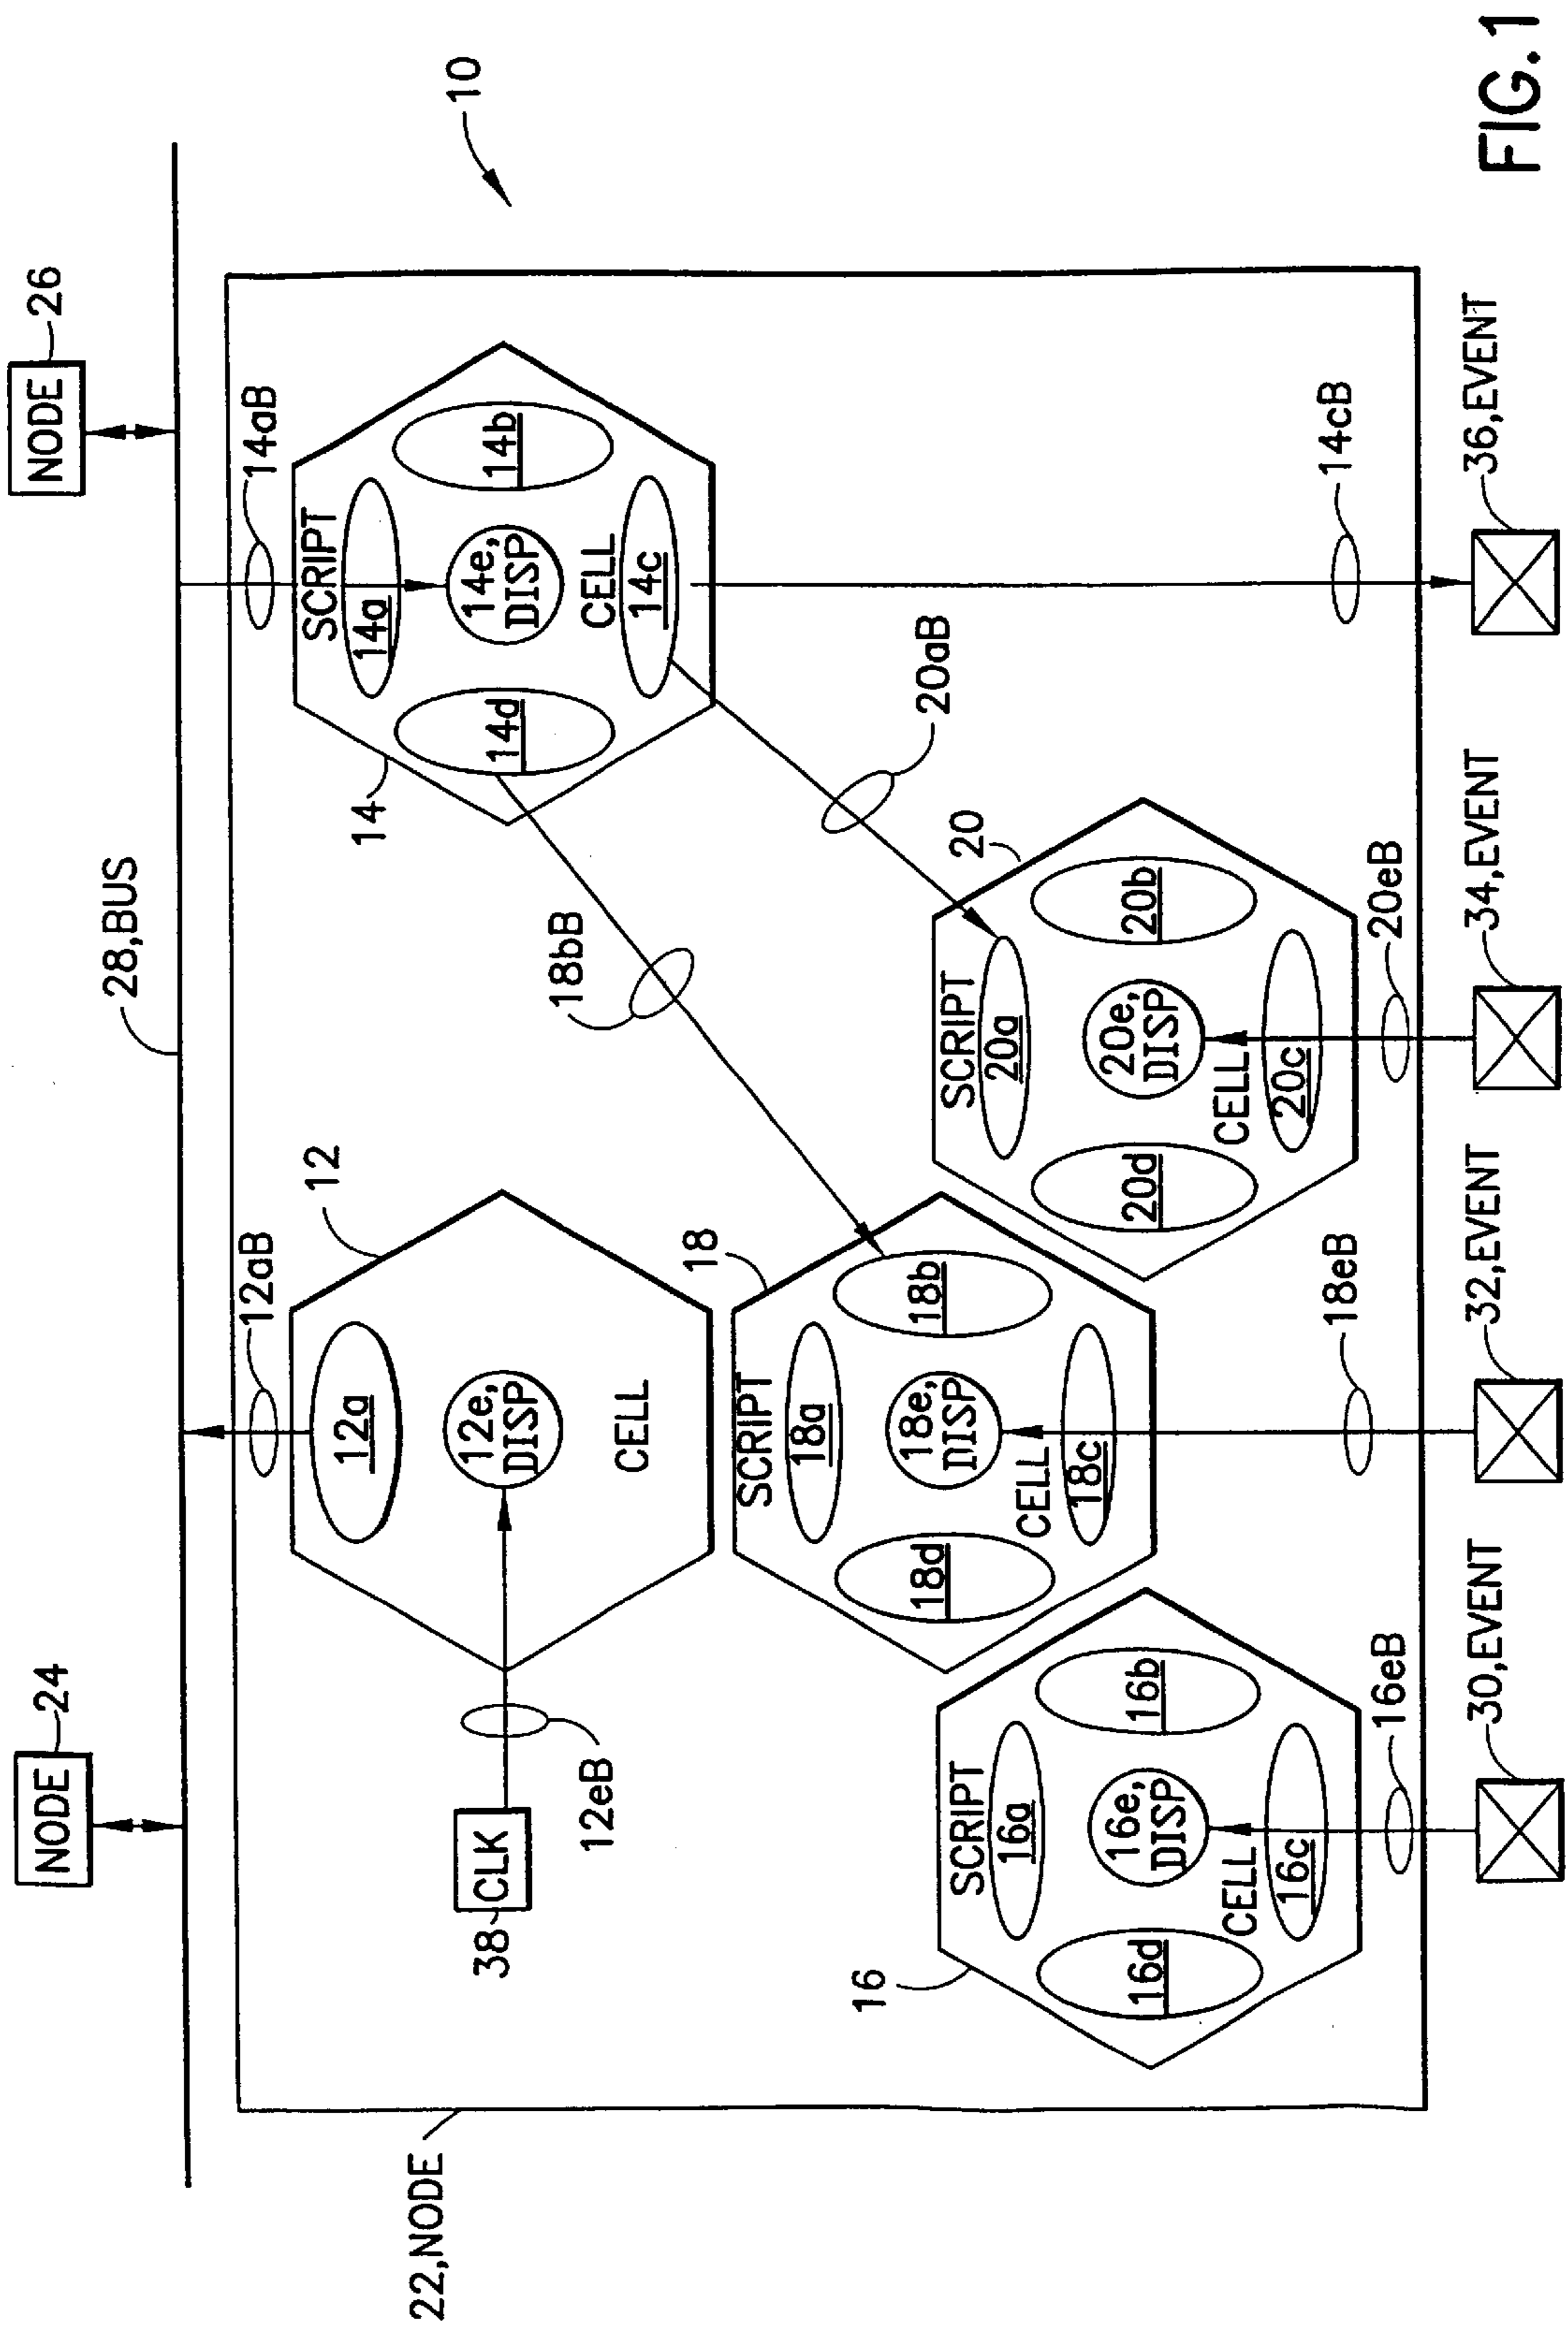 NODE
24
NODE
26
28,BUS
12aB
14aB
10
12
12a
12e,
DISP
CELL
38
CLK
12eB
14
SCRIPT
14a
14b
14d
14e,
DISP
CELL
14c
18bB
20aB
22,NODE
18
SCRIPT
18a
18b
18d
18e,
DISP
CELL
18c
16
SCRIPT
16a
16b
16d
16e,
DISP
CELL
16c
20
SCRIPT
20a
20b
20d
20e,
DISP
CELL
20c
16eB
18eB
20eB
14cB
30,EVENT
32,EVENT
34,EVENT
36,EVENT
FIG.1